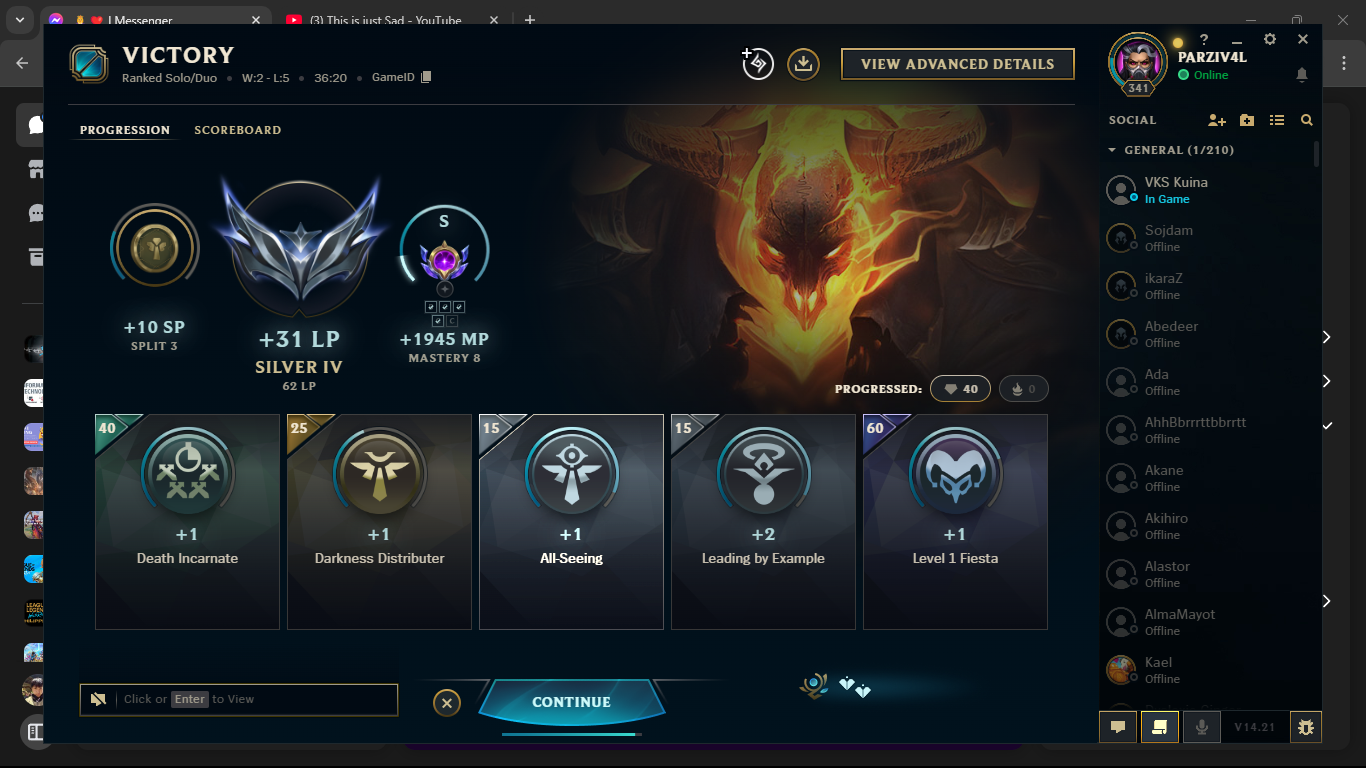 I Messenger
(3) This is just Sad - YouTube
VICTORY
Ranked Solo/Duo • W:2 - L:5 • 36:20 • GameID
VIEW ADVANCED DETAILS
341
PARZIV4L
Online
PROGRESSION
SCOREBOARD
SOCIAL
GENERAL (1/210)
VKS Kuina
In Game
Sojdam
Offline
ikaraZ
Offline
Abedeer
Offline
Ada
Offline
AhhBbrrrttbbrrtt
Offline
Akane
Offline
Akihiro
Offline
Alastor
Offline
AlmaMayot
Offline
Kael
Offline
S
C
+10 SP
SPLIT 3
+31 LP
SILVER IV
62 LP
+1945 MP
MASTERY 8
PROGRESSED: 40 0
40
+1
Death Incarnate
25
+1
Darkness Distributer
15
+1
All-Seeing
15
+2
Leading by Example
60
+1
Level 1 Fiesta
Click or Enter to View
CONTINUE
V14.21